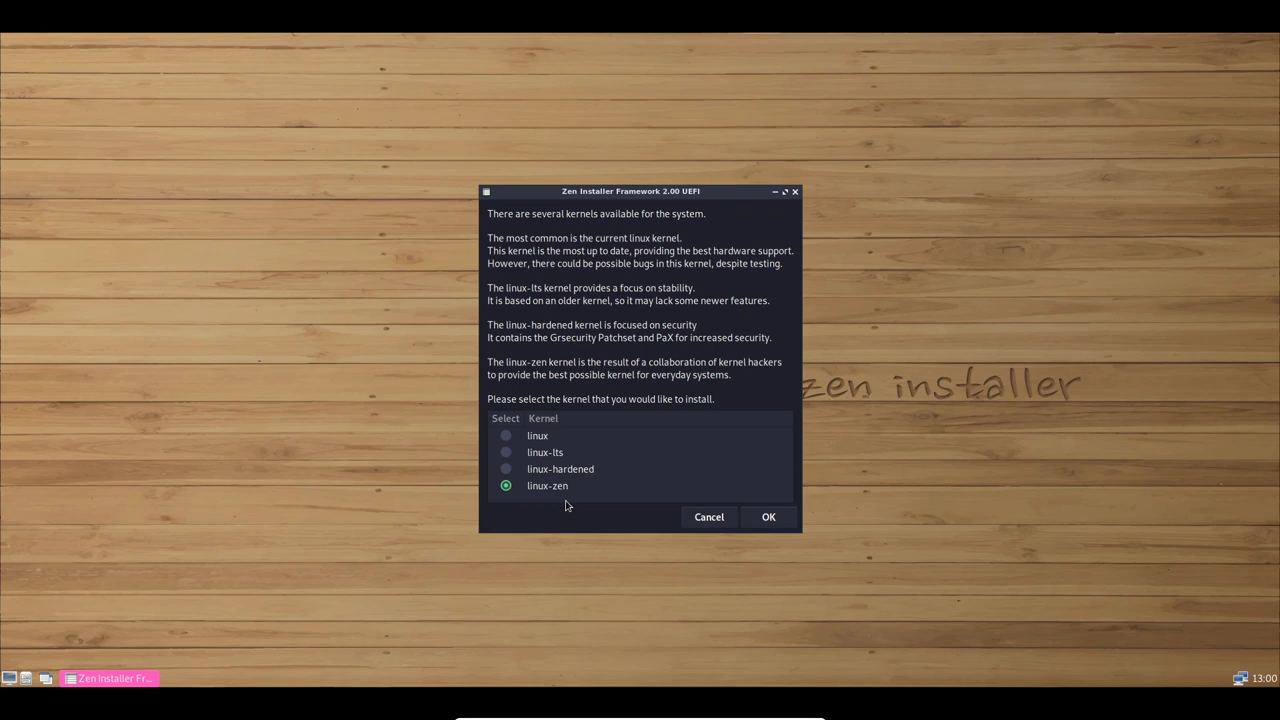 Zen Installer Framework 2.00 UEFI
There are several kernels available for the system.
The most common is the current linux kernel.
This kernel is the most up to date, providing the best hardware support.
However, there could be possible bugs in this kernel, despite testing.
The linux-lts kernel provides a focus on stability.
It is based on an older kernel, so it may lack some newer features.
The linux-hardened kernel is focused on security
It contains the Grsecurity Patchset and PaX for increased security.
The linux-zen kernel is the result of a collaboration of kernel hackers
to provide the best possible kernel for everyday systems.
Please select the kernel that you would like to install.
Select Kernel
linux
linux-lts
linux-hardened
linux-zen
Cancel OK
zen installer
Zen Installer Fr... 13:00